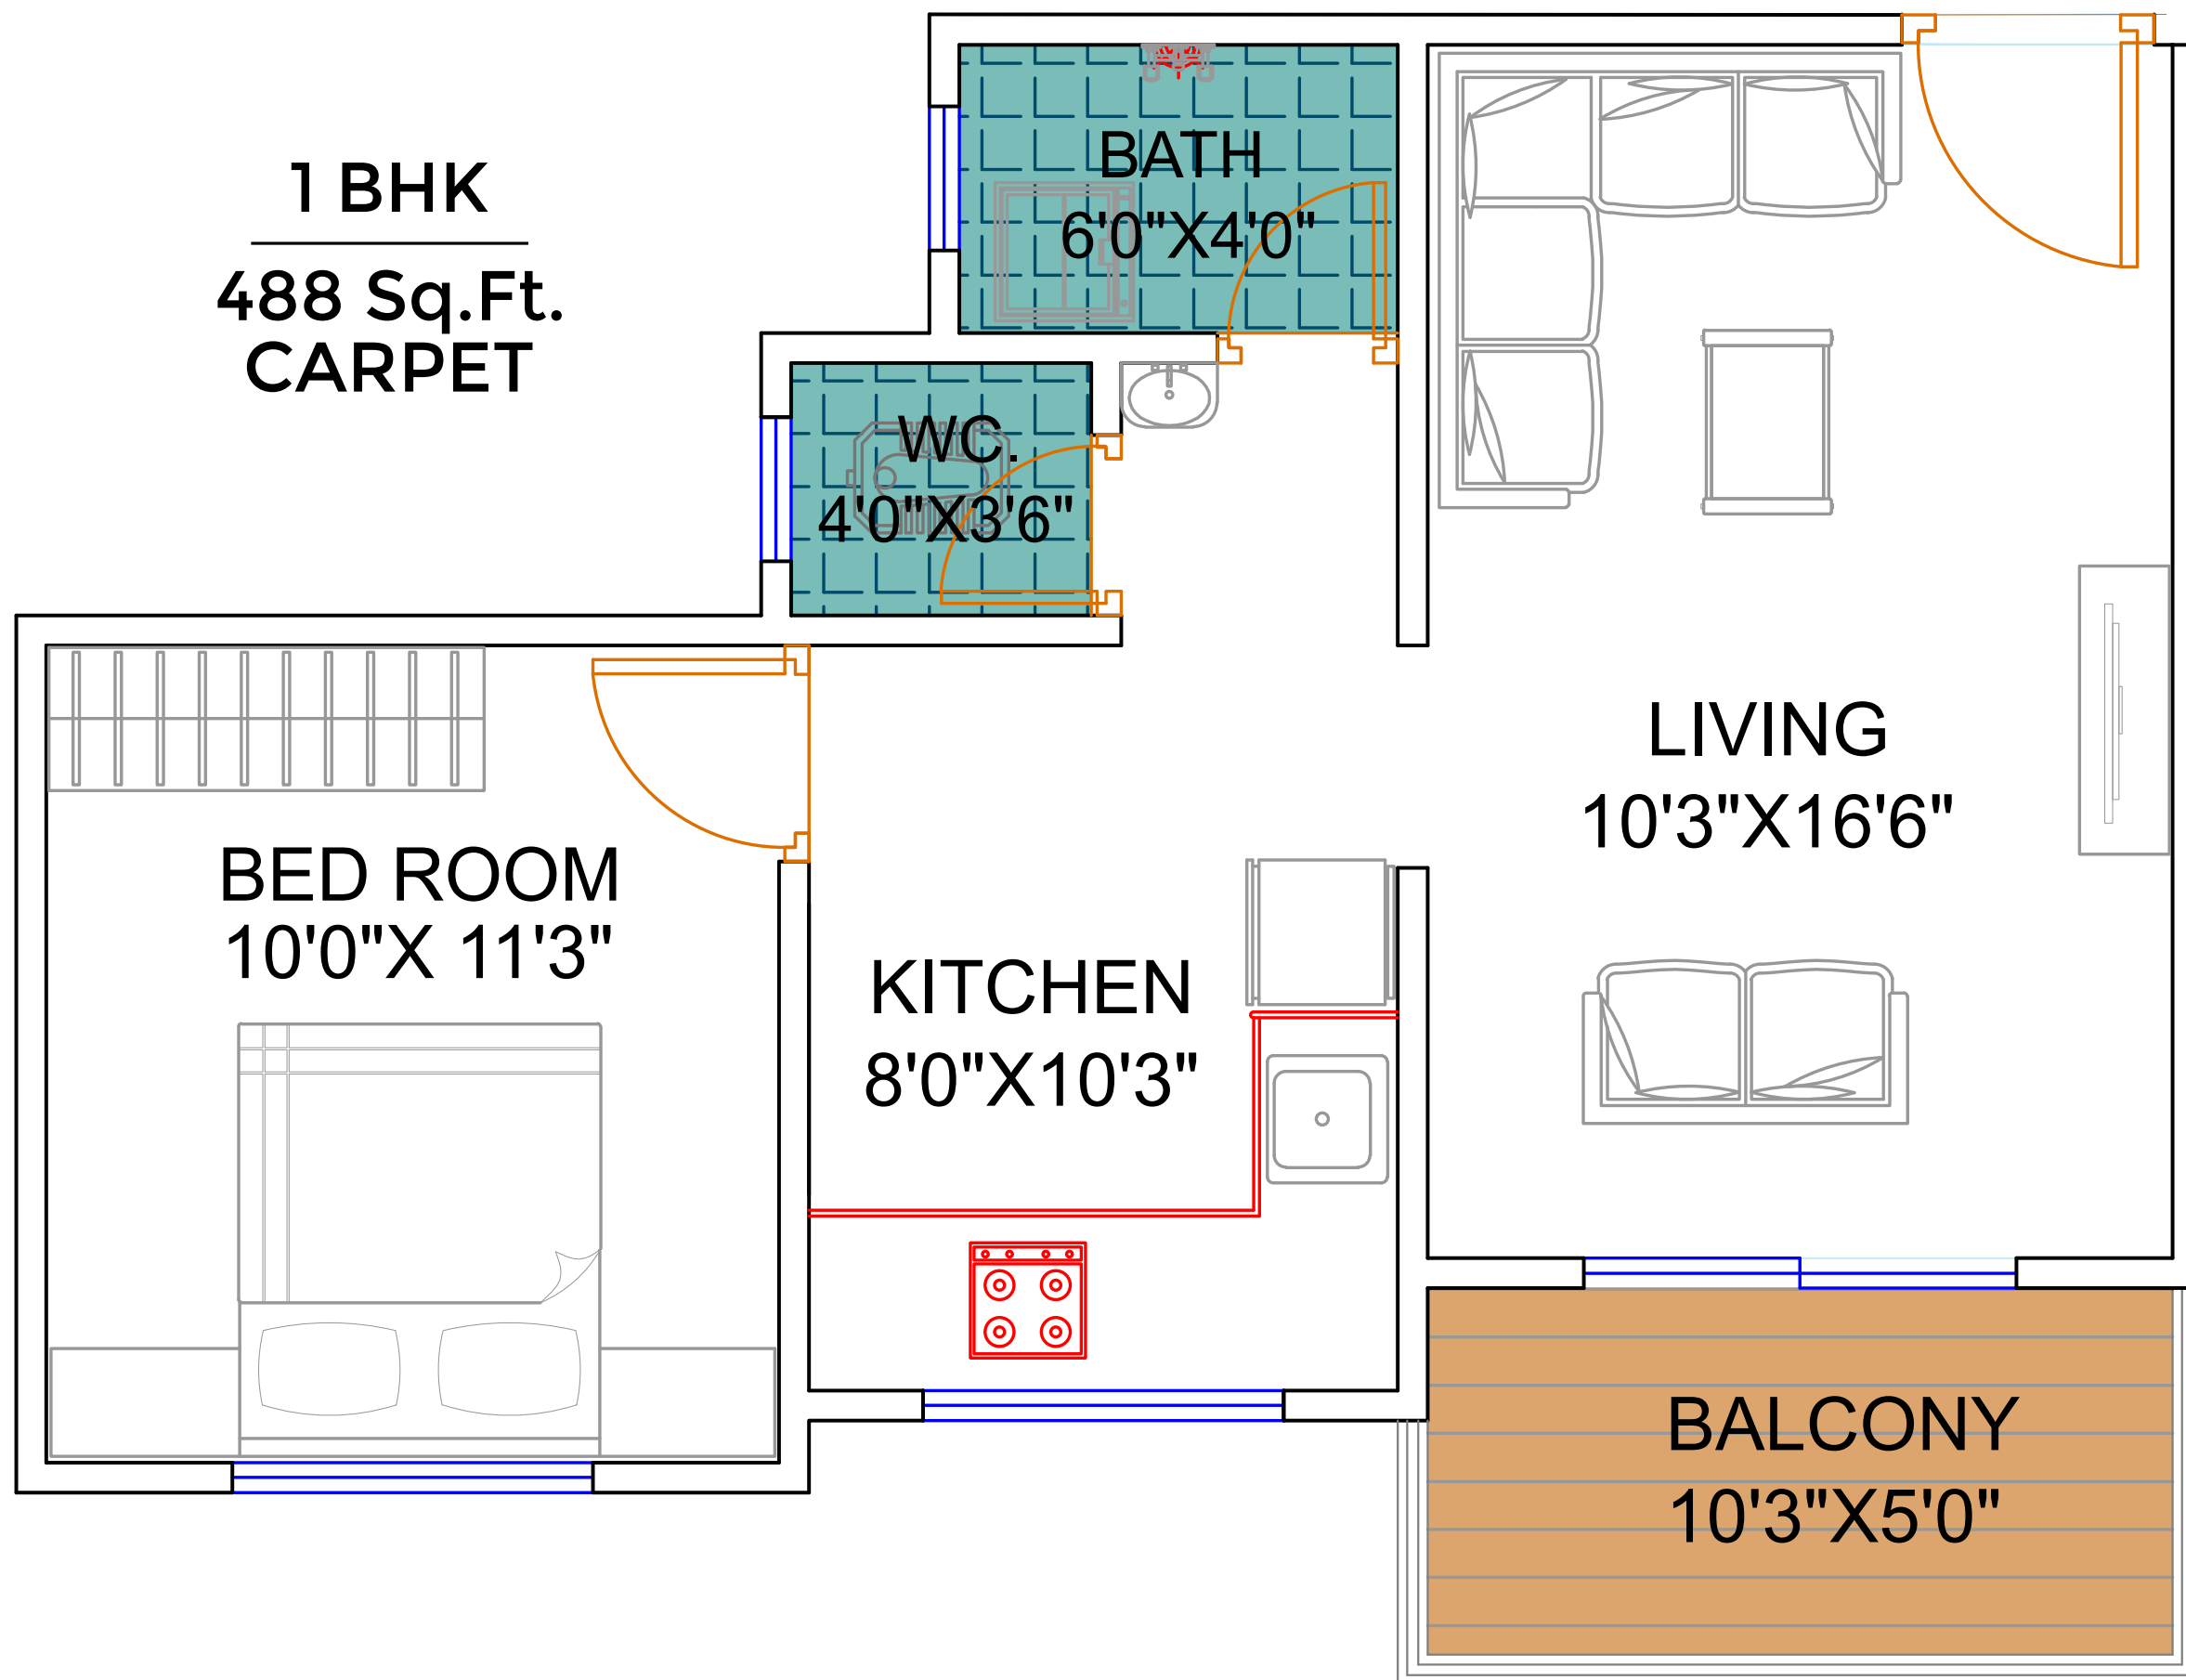 1 BHK
488 Sq.Ft.
CARPET
BATH
6'0"X4'0"
WC.
4'0"X3'6"
LIVING
10'3"X16'6"
BED ROOM
10'0"X 11'3"
KITCHEN
8'0"X10'3"
BALCONY
10'3"X5'0"